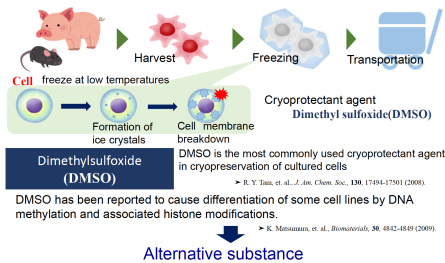 Harvest
Freezing
Transportation
Cell freeze at low temperatures
Formation of
ice crystals
Cell membrane
breakdown
Cryoprotectant agent
Dimethyl sulfoxide(DMSO)
Dimethylsulfoxide
(DMSO)
DMSO is the most commonly used cryoprotectant agent
in cryopreservation of cultured cells
➤ R. Y. Tam, et. al., J. Am. Chem. Soc., 130, 17494-17501 (2008).
DMSO has been reported to cause differentiation of some cell lines by DNA
methylation and associated histone modifications.
➤ K. Matsumura, et. al., Biomaterials, 30, 4842-4849 (2009).
Alternative substance